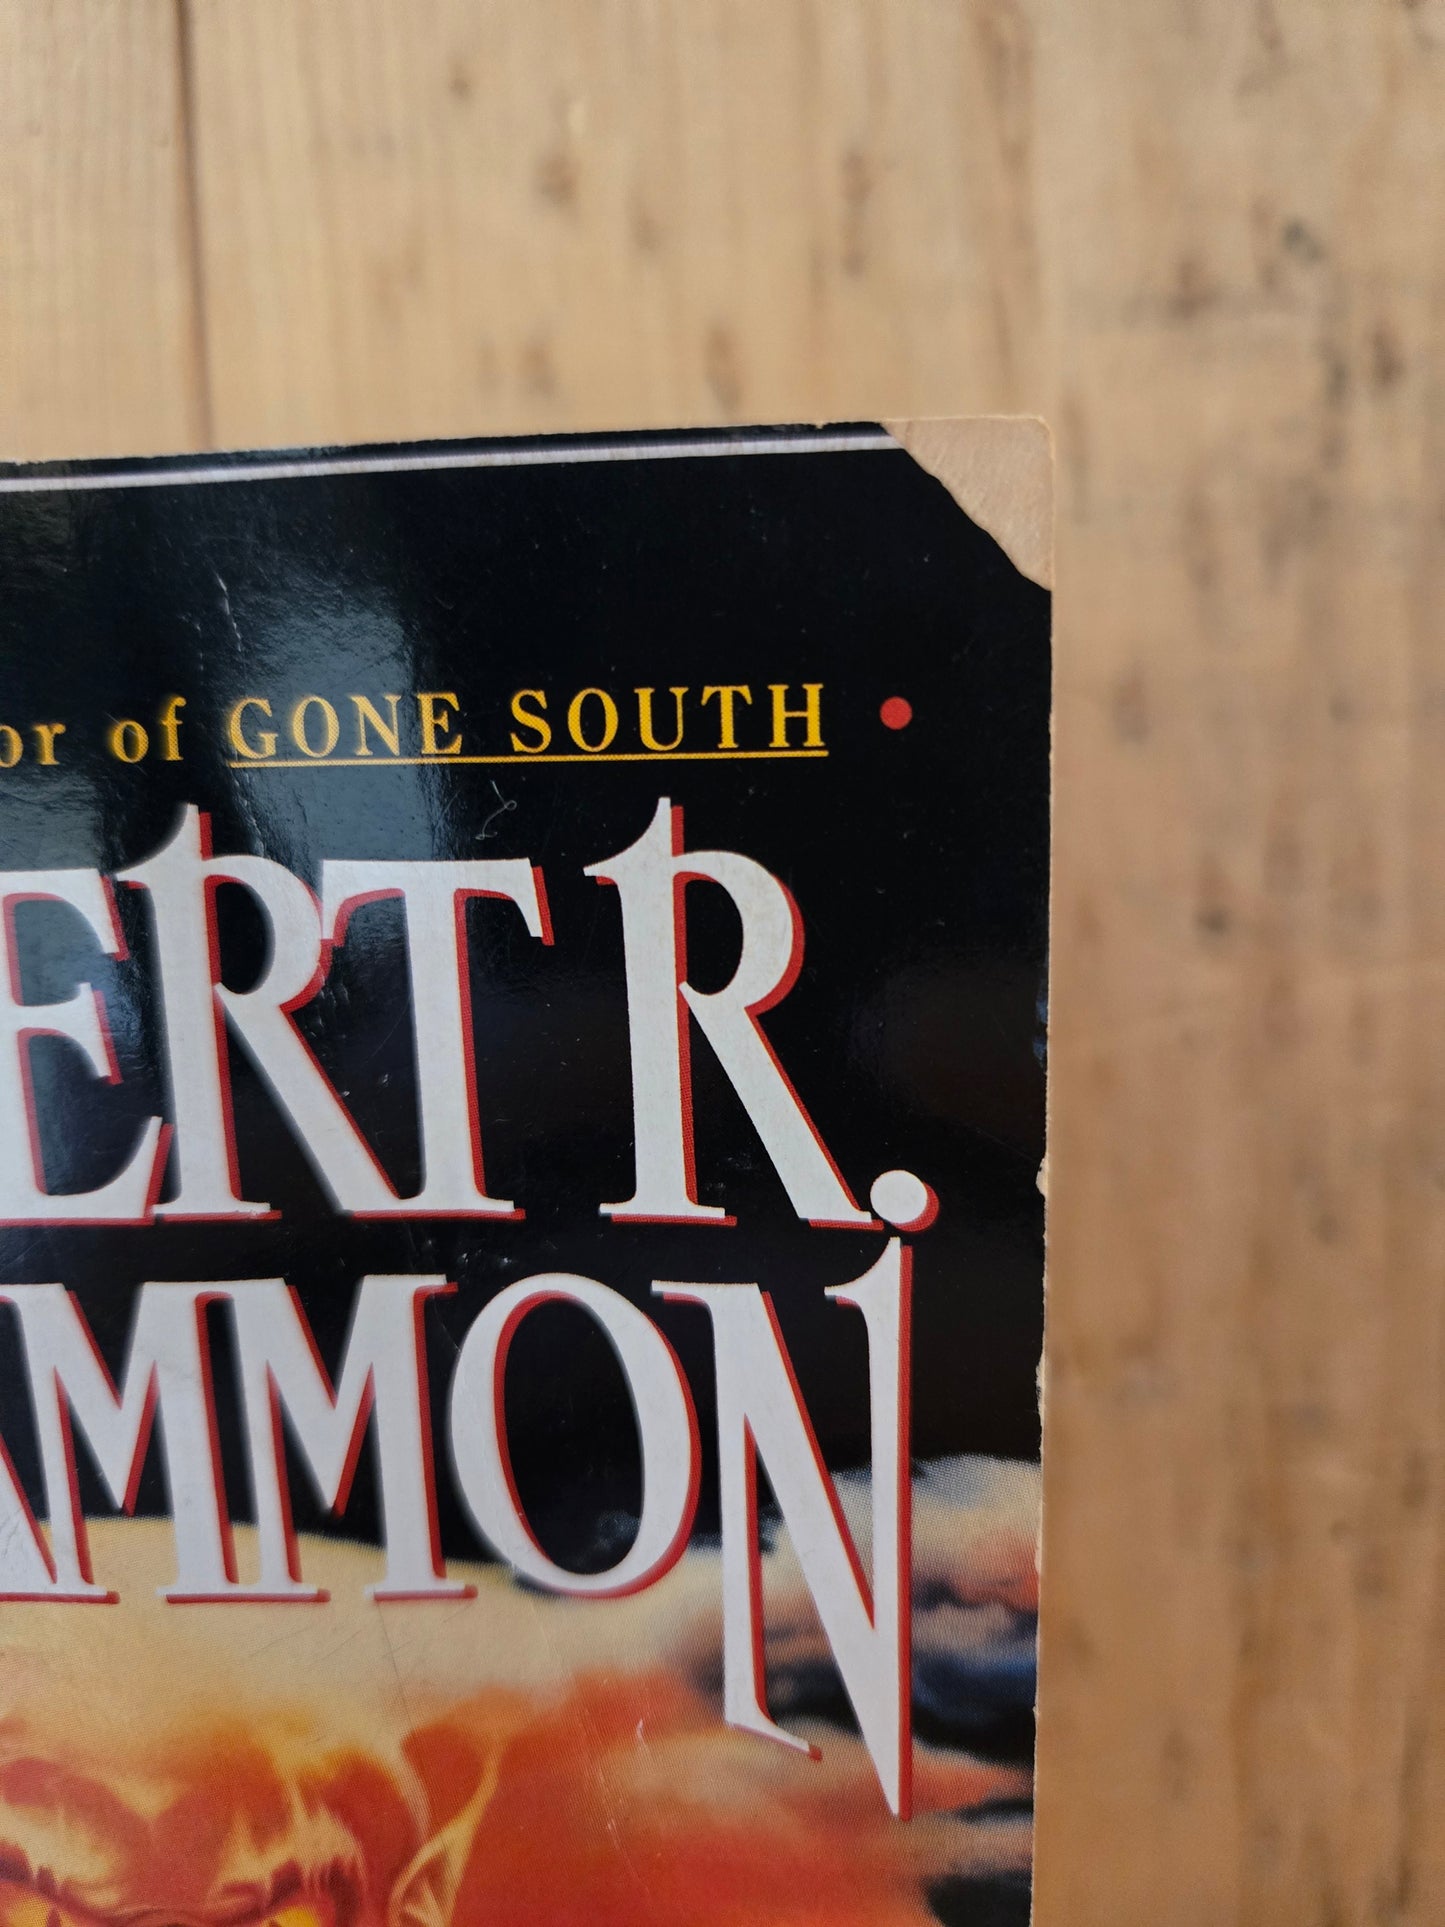 or of GONE SOUTH •
ERT R.
AMMON